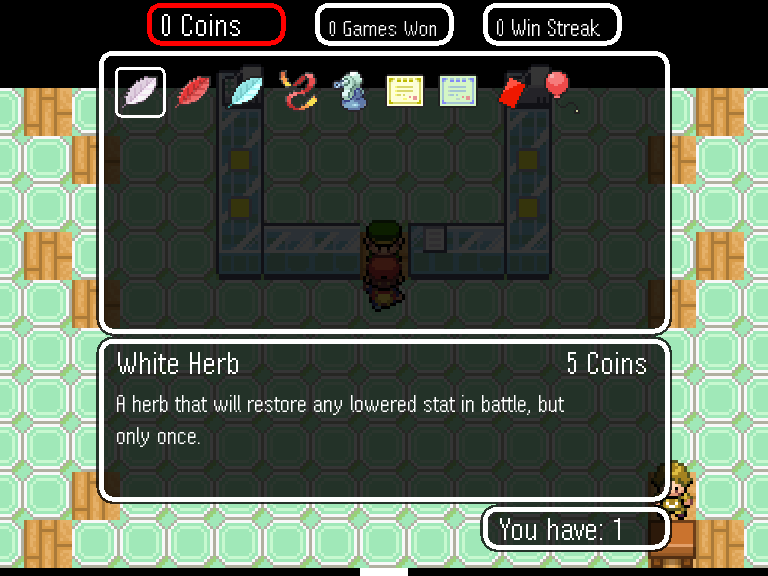 0 Coins
0 Games Won
0 Win Streak
White Herb
5 Coins
A herb that will restore any lowered stat in battle, but
only once.
You have: 1